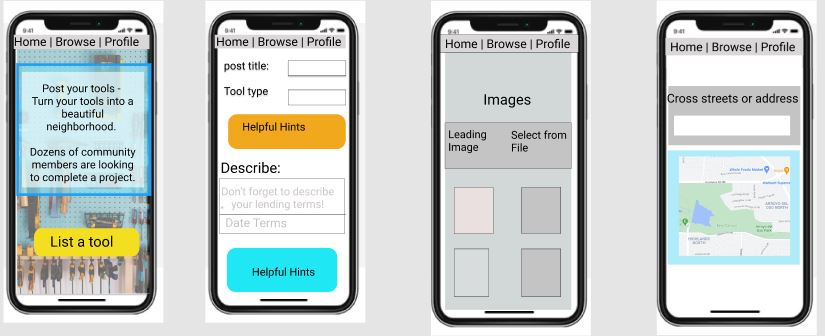 9:41
Home | Browse | Profile
Post your tools -
Turn your tools into a
beautiful
neighborhood.
Dozens of community
members are looking
to complete a project.
List a tool
9:41
Home | Browse | Profile
post title:
Tool type
Helpful Hints
Describe:
Don't forget to describe
your lending terms!
Date Terms
Helpful Hints
9:41
Home | Browse | Profile
Images
Leading
Image
Select from
File
9:41
Home | Browse | Profile
Cross streets or address
Whole Foods Market
ARROYO DEL
OSO NORTH
HIGHLANDS
NORTH